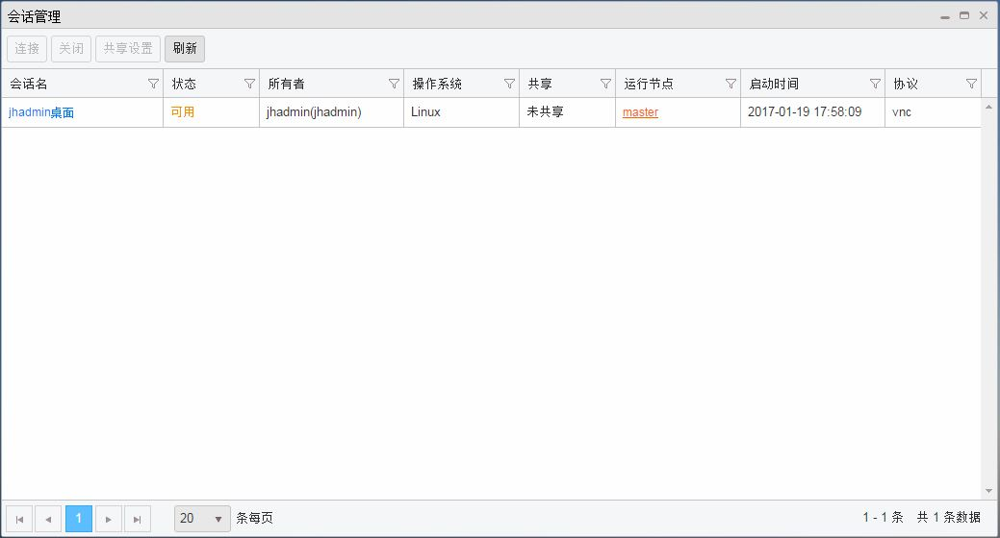 会话管理
连接 关闭 共享设置 刷新
会话名 状态 所有者 操作系统 共享 运行节点 启动时间 协议
jhadmin桌面 可用 jhadmin(jhadmin) Linux 未共享 master 2017-01-19 17:58:09 vnc
1 20 条每页 1 - 1 条 共 1 条数据